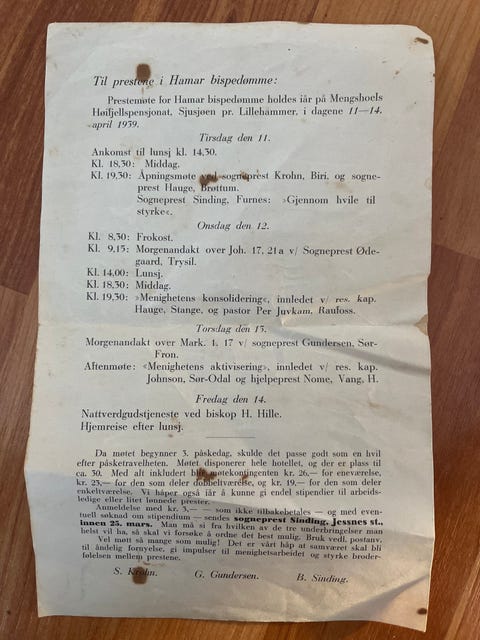 Til prestene i Hamar bispedømme:
Prestemøte for Hamar bispedømme holdes iår på Mengshoels
Høifjellspensjonat, Sjusjøen pr. Lillehammer, i dagene 11—14.
april 1939.
Tirsdag den 11.
Ankomst til lunsj kl. 14,30.
Kl. 18,30: Middag.
Kl. 19,30: Åpningsmøte ved sogneprest Krohn, Biri, og sogne-
prest Hauge, Brøttum.
Sogneprest Sinding, Furnes: »Gjennom hvile til
styrke«.
Onsdag den 12.
Kl. 8,30: Frokost.
Kl. 9,15: Morgenandakt over Joh. 17, 21 a v/ Sogneprest Øde-
gaard, Trysil.
Kl. 14,00: Lunsj.
Kl. 18,30: Middag.
Kl. 19,30: »Menighetens konsolidering«, innledet v/ res. kap.
Hauge, Stange, og pastor Per Juvkam, Raufoss.
Torsdag den 13.
Morgenandakt over Mark. 1, 17 v/ sogneprest Gundersen, Sør-
Fron.
Aftenmøte: «Menighetens aktivisering», innledet v/ res. kap.
Johnson, Sør-Odal og hjelpeprest Nome, Vang, H.
Fredag den 14.
Nattverdgudstjeneste ved biskop H. Hille.
Hjemreise efter lunsj.
Da møtet begynner 3. påskedag, skulde det passe godt som en hvil
efter påsketravelheten. Møtet disponerer hele hotellet, og der er plass til
ca. 30. Med alt inkludert blir møtekontingenten kr. 26,— for eneværelse,
kr. 23,— for den som deler dobbeltværelse, og kr. 19,— for den som deler
enkeltværelse. Vi håper også iår å kunne gi endel stipendier til arbeids-
ledige eller litet lønnede prester.
Anmeldelse med kr. 3,— — som ikke tilbakebetales — og med even-
tuell søknad om stipendium — sendes sogneprest Sinding, Jessnes st.,
innen 25. mars. Man må si fra hvilken av de tre underbringelser man
helst vil ha, så skal vi forsøke å ordne det best mulig. Bruk vedl. postanv.
Vel møtt så mange som mulig! Det er vårt håp at samværet skal bli
til åndelig fornyelse, gi impulser til menighetsarbeidet og styrke broder-
følelsen mellem prestene.
S. Krohn. G. Gundersen. B. Sinding.